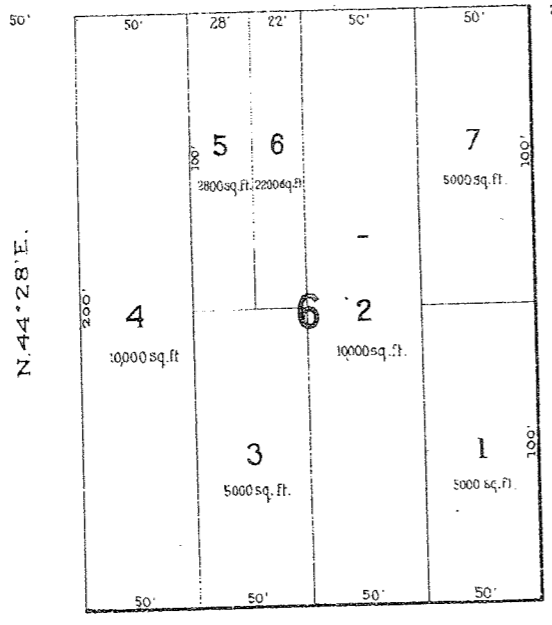 50' 50' 28' 22' 50' 50'
5 6 7
100' 100'
2800 sq. ft. 2200 sq. ft. 5000 sq. ft.
N. 44° 28' E.
200' 4 6 2
10,000 sq. ft 10000 sq. ft.
3 1
100'
5000 sq. ft. 5000 sq. ft.
50' 50' 50' 50'